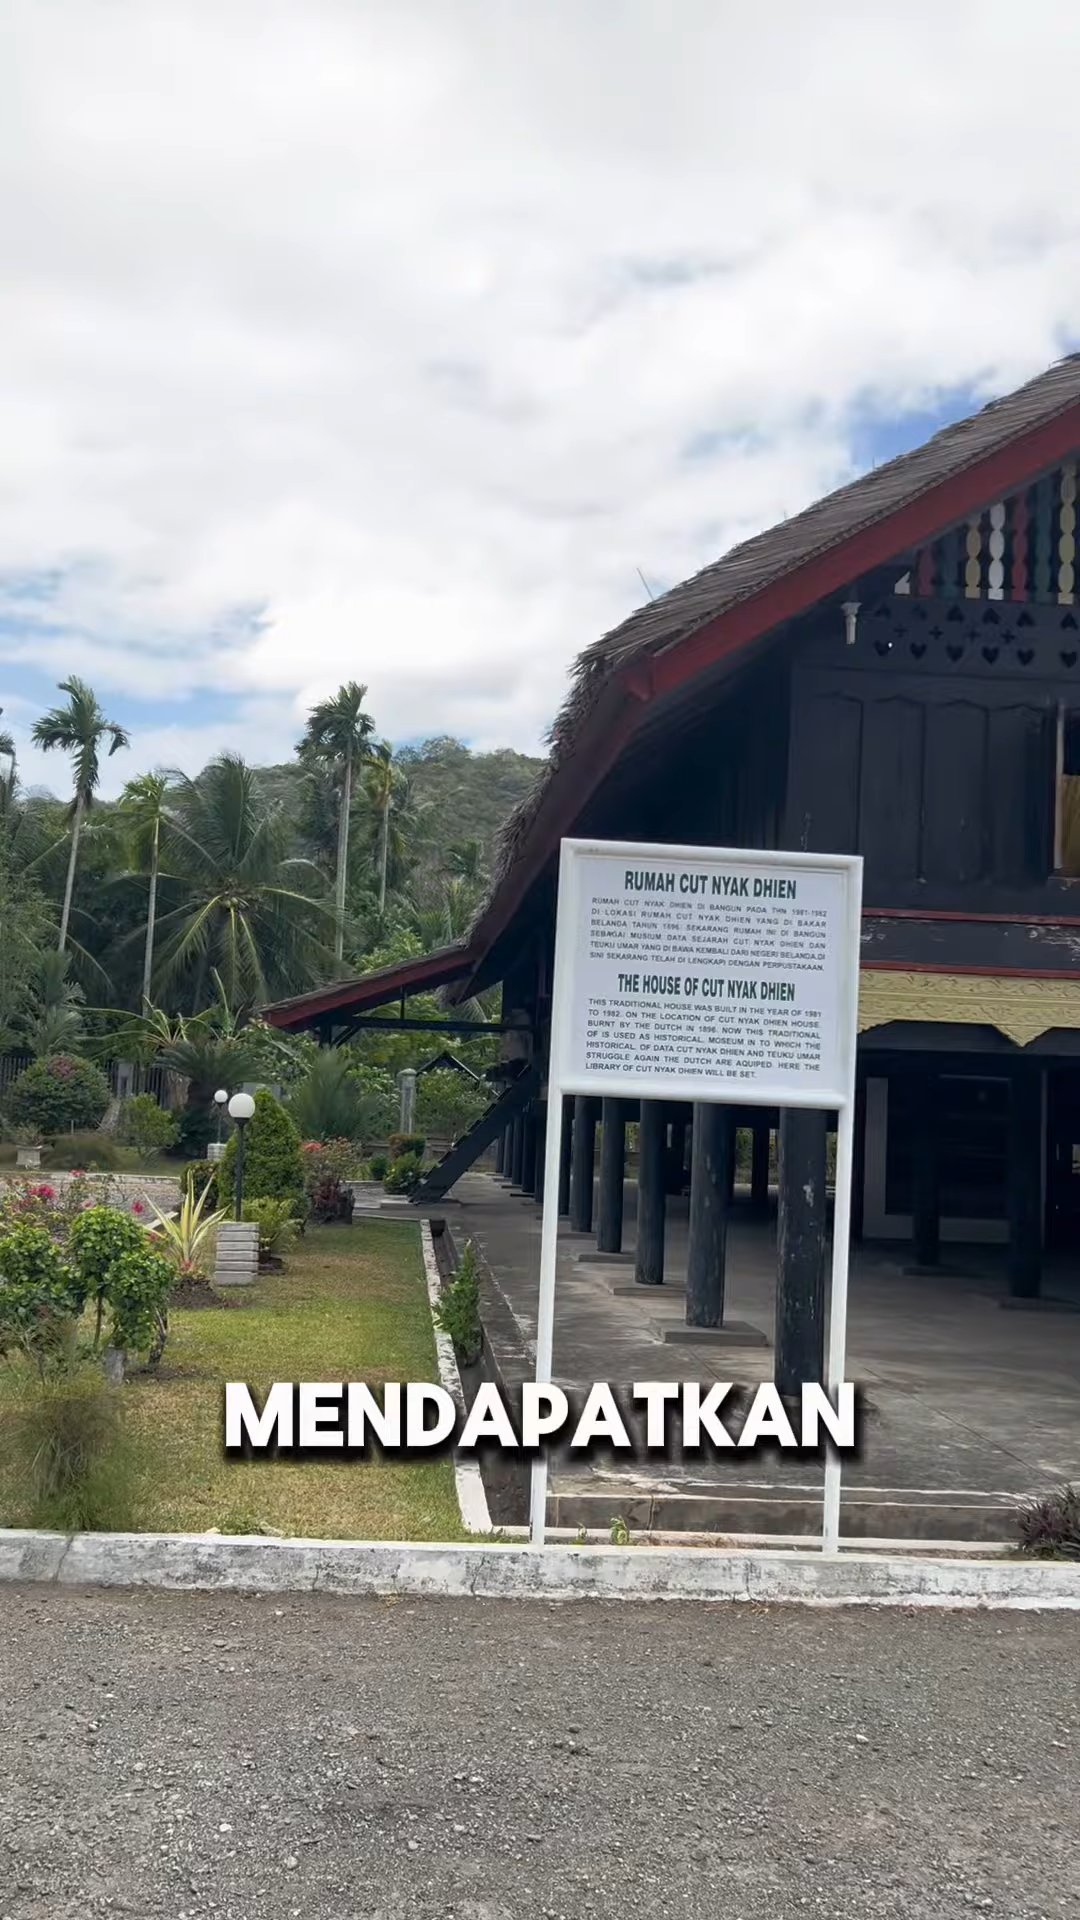 RUMAH CUT NYAK DHIEN
RUMAH CUT NYAK DHIEN DI BANGUN PADA THN 1981-1982
DI LOKASI RUMAH CUT NYAK DHIEN YANG DI BAKAR
BELANDA TAHUN 1896. SEKARANG RUMAH INI DI BANGUN
SEBAGAI MUSIUM DATA SEJARAH CUT NYAK DHIEN DAN
TEUKU UMAR YANG DI BAWA KEMBALI DARI NEGERI BELANDA.DI
SINI SEKARANG TELAH DI LENGKAPI DENGAN PERPUSTAKAAN.
THE HOUSE OF CUT NYAK DHIEN
THIS TRADITIONAL HOUSE WAS BUILT IN THE YEAR OF 1981
TO 1982. ON THE LOCATION OF CUT NYAK DHIEN HOUSE.
BURNT BY THE DUTCH IN 1896. NOW THIS TRADITIONAL
OF IS USED AS HISTORICAL. MOSEUM IN TO WHICH THE
HISTORICAL. OF DATA CUT NYAK DHIEN AND TEUKU UMAR
STRUGGLE AGAIN THE DUTCH ARE AQUIPED HERE THE
LIBRARY OF CUT NYAK DHIEN WILL BE SET.
MENDAPATKAN